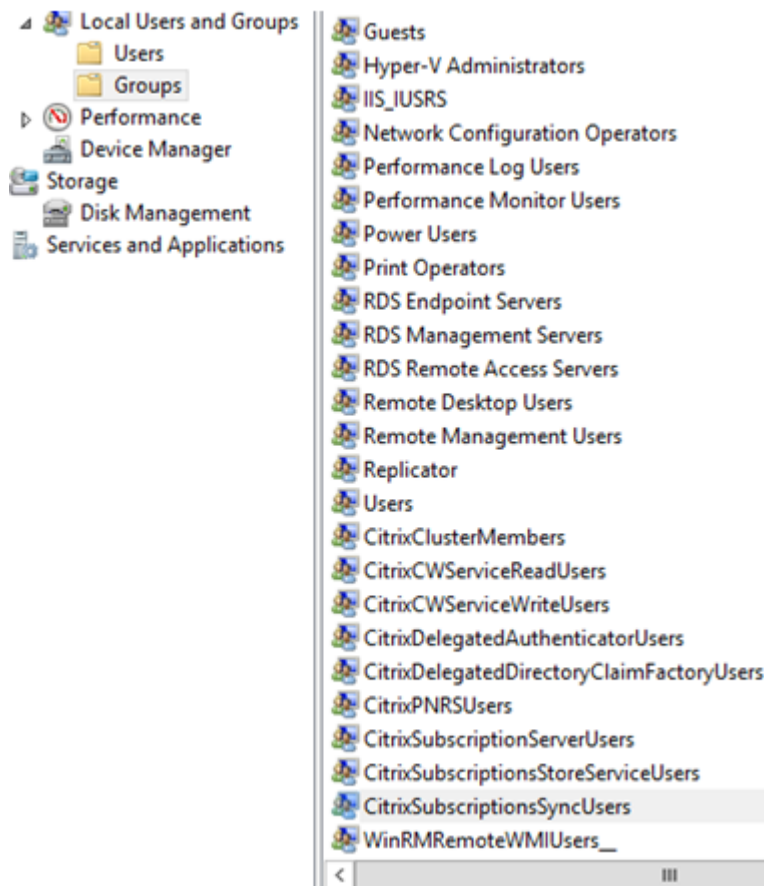 Local Users and Groups
Users
Groups
Performance
Device Manager
Storage
Disk Management
Services and Applications
Guests
Hyper-V Administrators
IIS_IUSRS
Network Configuration Operators
Performance Log Users
Performance Monitor Users
Power Users
Print Operators
RDS Endpoint Servers
RDS Management Servers
RDS Remote Access Servers
Remote Desktop Users
Remote Management Users
Replicator
Users
CitrixClusterMembers
CitrixCWServiceReadUsers
CitrixCWServiceWriteUsers
CitrixDelegatedAuthenticatorUsers
CitrixDelegatedDirectoryClaimFactoryUsers
CitrixPNRSUsers
CitrixSubscriptionServerUsers
CitrixSubscriptionsStoreServiceUsers
CitrixSubscriptionsSyncUsers
WinRMRemoteWMIUsers__